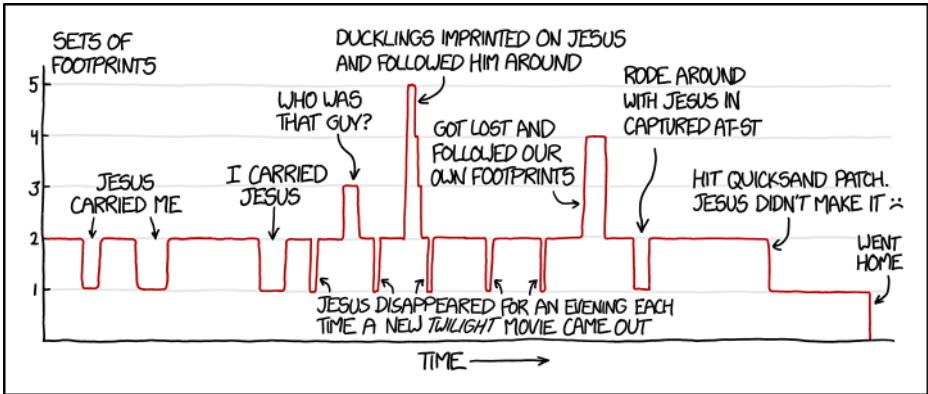 SETS OF
FOOTPRINTS
5
4
3
2
1
JESUS
CARRIED ME
I CARRIED
JESUS
WHO WAS
THAT GUY?
DUCKLINGS IMPRINTED ON JESUS
AND FOLLOWED HIM AROUND
GOT LOST AND
FOLLOWED OUR
OWN FOOTPRINTS
RODE AROUND
WITH JESUS IN
CAPTURED AT-ST
HIT QUICKSAND PATCH.
JESUS DIDN'T MAKE IT :(
WENT
HOME
JESUS DISAPPEARED FOR AN EVENING EACH
TIME A NEW TWILIGHT MOVIE CAME OUT
TIME